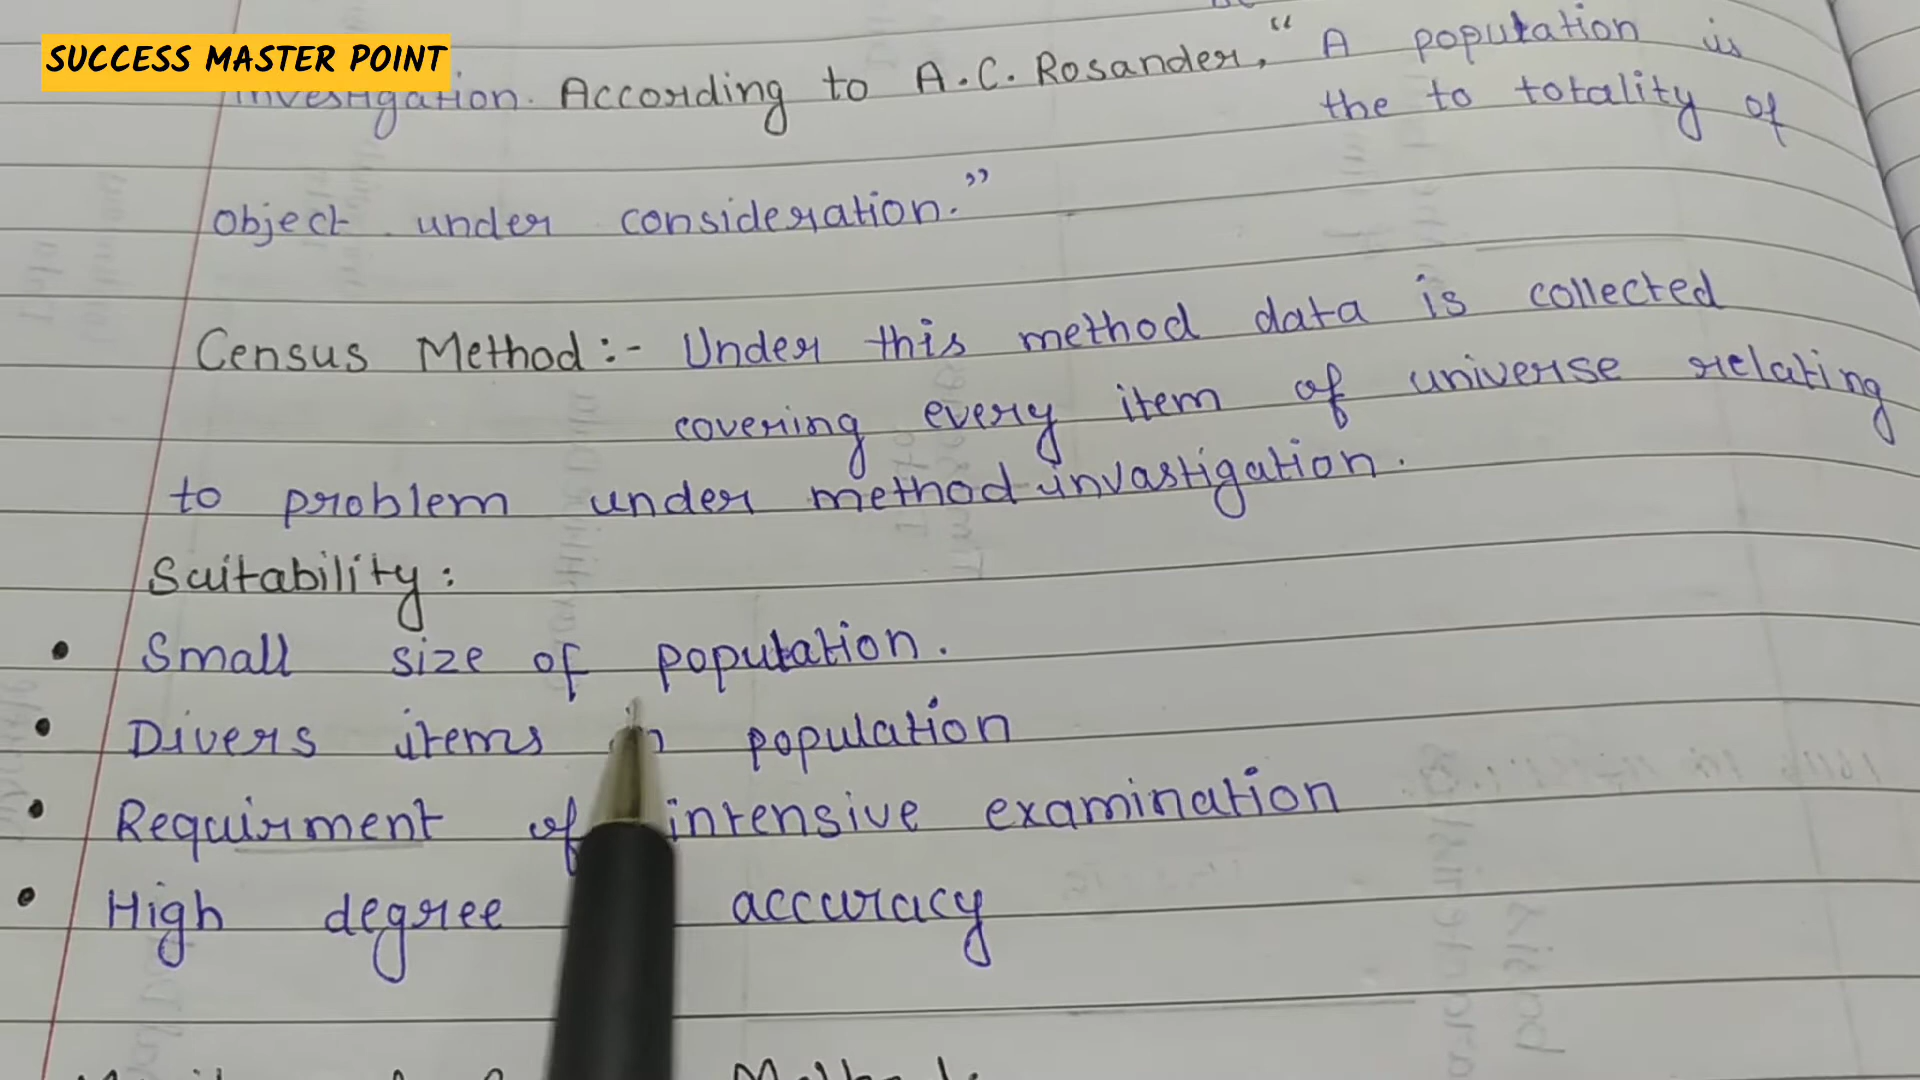 SUCCESS MASTER POINT
investigation. According to A.C. Rosander, “ A population is
the to totality of
object under consideration.”
Census Method :- Under this method data is collected
covering every item of universe relating
to problem under method invastigation.
Suitability :
• Small size of population.
• Divers items in population
• Requirment of intensive examination
• High degree accuracy